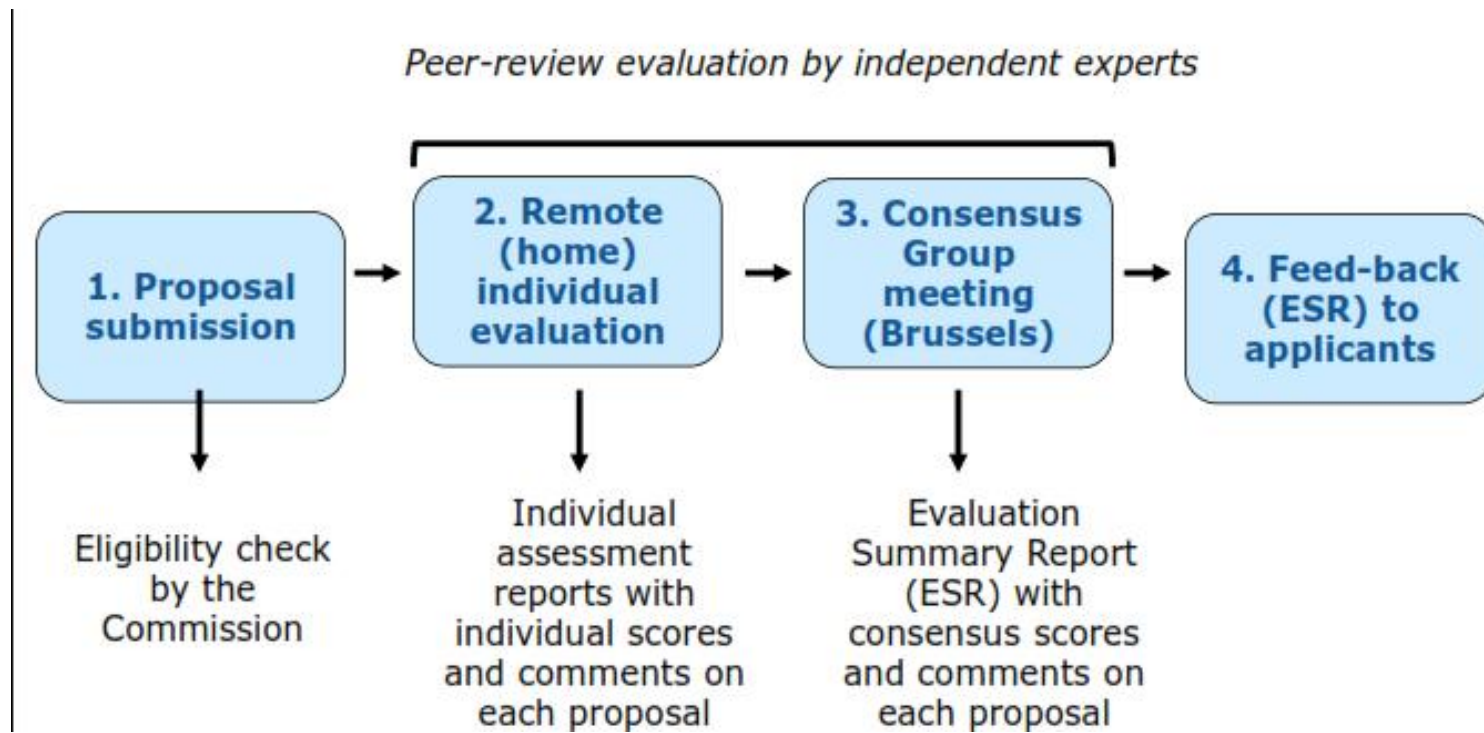 Peer-review evaluation by independent experts
1. Proposal
submission
2. Remote
(home)
individual
evaluation
3. Consensus
Group
meeting
(Brussels)
4. Feed-back
(ESR) to
applicants
Eligibility check
by the
Commission
Individual
assessment
reports with
individual scores
and comments on
each proposal
Evaluation
Summary Report
(ESR) with
consensus scores
and comments on
each proposal